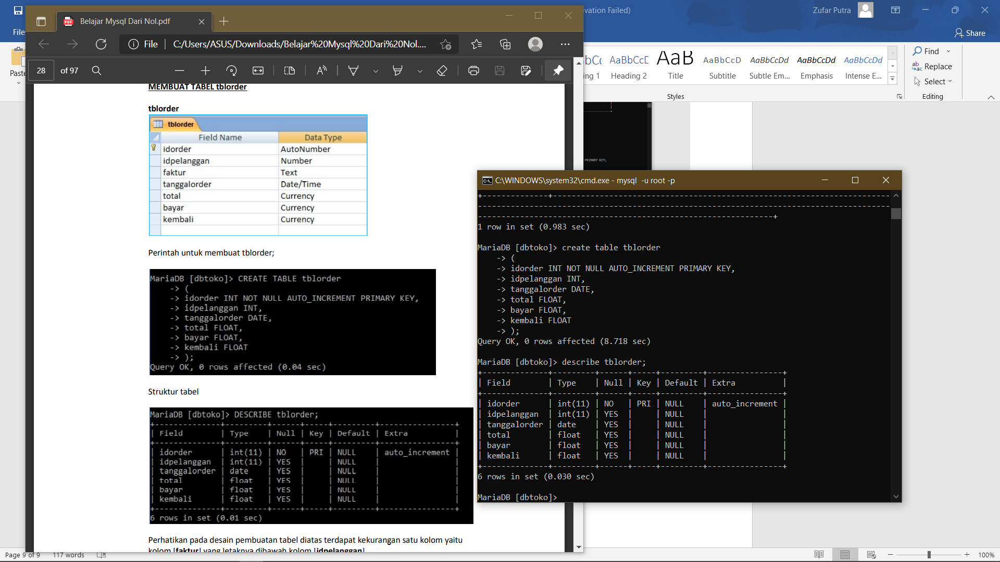 Belajar Mysql Dari Nol.pdf
ivation Failed)
Zufar Putra
File
Share
File
C:/Users/ASUS/Downloads/Belajar%20Mysql%20Dari%20Nol....
28 of 97
Paste
AaBbCcD
AaB
AaBbCcD
AaBbCcDd
AaBbCcDd
AaBbCcDd
Heading 2
Title
Subtitle
Subtle Em...
Emphasis
Intense E...
Styles
Find
Replace
Select
Editing
MEMBUAT TABEL tblorder
tblorder
tblorder
Field Name Data Type
idorder AutoNumber
idpelanggan Number
faktur Text
tanggalorder Date/Time
total Currency
bayar Currency
kembali Currency
Perintah untuk membuat tblorder;
MariaDB [dbtoko]> CREATE TABLE tblorder
-> (
-> idorder INT NOT NULL AUTO_INCREMENT PRIMARY KEY,
-> idpelanggan INT,
-> tanggalorder DATE,
-> total FLOAT,
-> bayar FLOAT,
-> kembali FLOAT
-> );
Query OK, 0 rows affected (0.04 sec)
Struktur tabel
MariaDB [dbtoko]> DESCRIBE tblorder;
| Field | Type | Null | Key | Default | Extra |
| idorder | int(11) | NO | PRI | NULL | auto_increment |
| idpelanggan | int(11) | YES | | NULL | |
| tanggalorder | date | YES | | NULL | |
| total | float | YES | | NULL | |
| bayar | float | YES | | NULL | |
| kembali | float | YES | | NULL | |
6 rows in set (0.01 sec)
Perhatikan pada desain pembuatan tabel diatas terdapat kekurangan satu kolom yaitu
kolom [faktur] yang letaknya dibawah kolom [idpelanggan]
PRIMARY KEY;
C:\WINDOWS\system32\cmd.exe - mysql -u root -p
1 row in set (0.983 sec)
MariaDB [dbtoko]> create table tblorder
-> (
-> idorder INT NOT NULL AUTO_INCREMENT PRIMARY KEY,
-> idpelanggan INT,
-> tanggalorder DATE,
-> total FLOAT,
-> bayar FLOAT,
-> kembali FLOAT
-> );
Query OK, 0 rows affected (8.718 sec)
MariaDB [dbtoko]> describe tblorder;
| Field | Type | Null | Key | Default | Extra |
| idorder | int(11) | NO | PRI | NULL | auto_increment |
| idpelanggan | int(11) | YES | | NULL | |
| tanggalorder | date | YES | | NULL | |
| total | float | YES | | NULL | |
| bayar | float | YES | | NULL | |
| kembali | float | YES | | NULL | |
6 rows in set (0.030 sec)
MariaDB [dbtoko]>
Page 9 of 9 117 words
100%